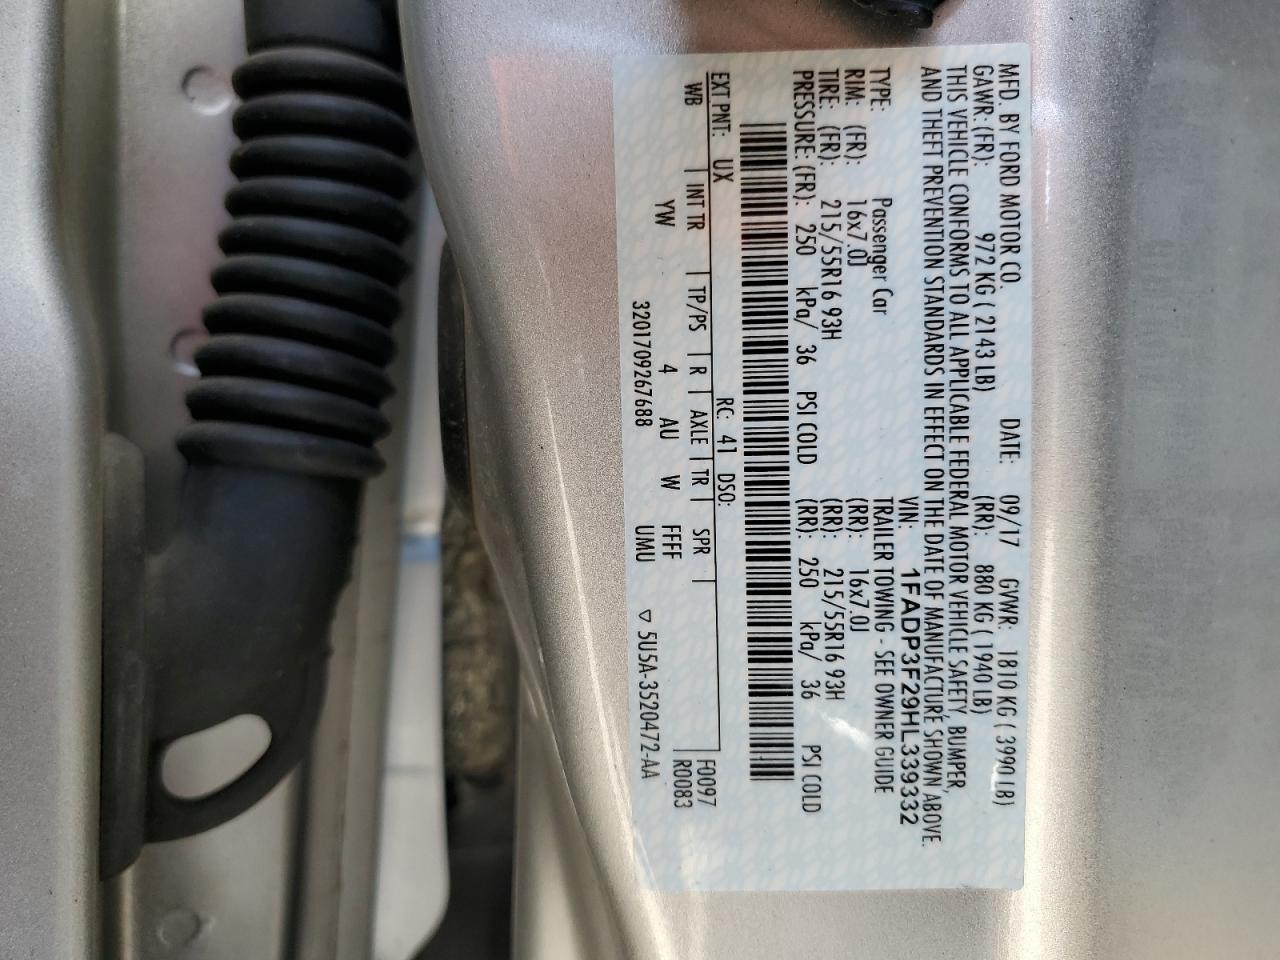 MFD. BY FORD MOTOR CO. DATE: 09/17 GVWR: 1810 KG ( 3990 LB)
GAWR: (FR): 972 KG ( 2143 LB) (RR): 880 KG ( 1940 LB)
THIS VEHICLE CONFORMS TO ALL APPLICABLE FEDERAL MOTOR VEHICLE SAFETY, BUMPER,
AND THEFT PREVENTION STANDARDS IN EFFECT ON THE DATE OF MANUFACTURE SHOWN ABOVE.
VIN: 1FADP3F29HL339332
TYPE: Passenger Car TRAILER TOWING - SEE OWNER GUIDE
RIM: (FR): 16x7.0J (RR): 16x7.0J
TIRE: (FR): 215/55R16 93H (RR): 215/55R16 93H
PRESSURE: (FR): 250 kPa/ 36 PSI COLD (RR): 250 kPa/ 36 PSI COLD
EXT PNT: UX RC: 41 DSO: F0097
WB INT TR TP/PS R AXLE TR SPR R0083
YW 4 AU W FFFF
3201709267688 UMU ▽ 5U5A-3520472-AA